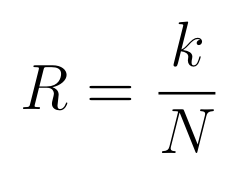 R = k/N